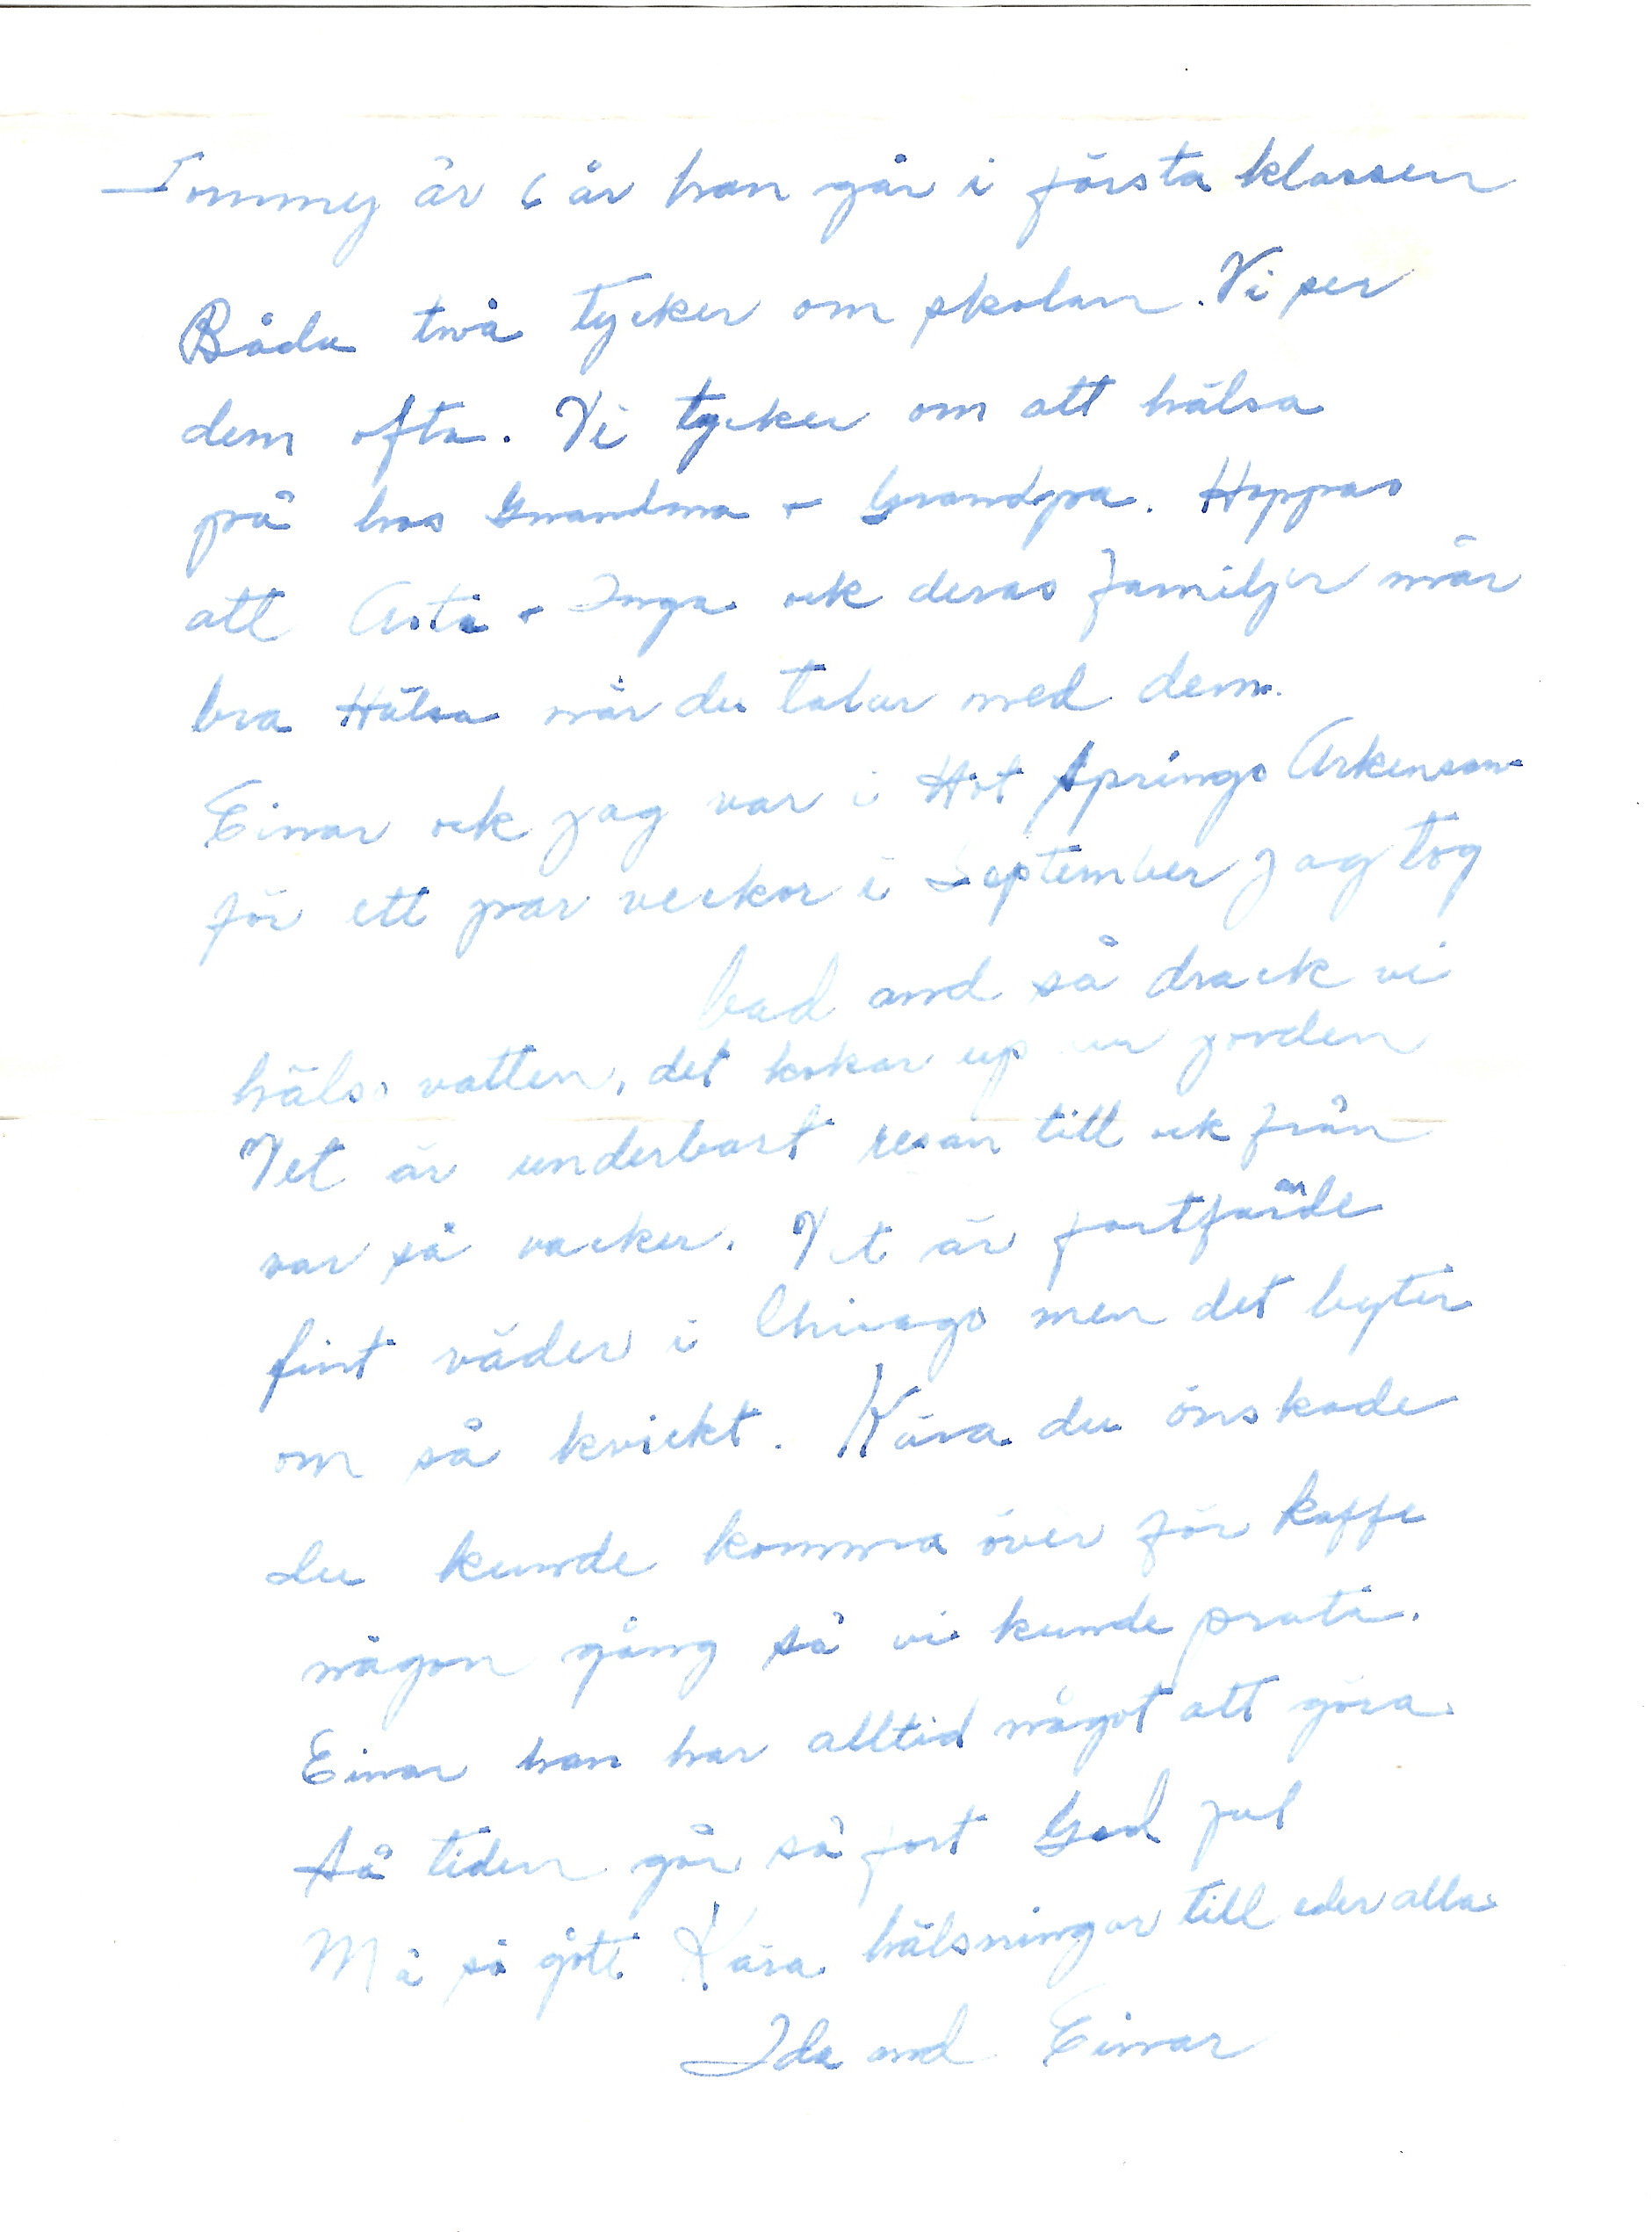 Tommy är 6 år han går i första klassen
Båda två tycker om skolan. Vi ser
dem ofta. Vi tycker om att hälsa
på hos Grandma + Grandpa. Hoppas
att Asta + Inga ock deras familjer mår
bra Hälsa når du talar med dem.
Einar ock jag var i Hot Springs Arkensas
för ett par veckor i September jag tog
bad and så drack vi
hälso vatten, det kokar up ur jorden
Det är underbart resan till ock från
var så vacker. Det är fortfarande
fint väder i Chicago men det byter
om så kvickt. Kära du önskade
du kunde komma över för kaffe
någon gång så vi kunde prata.
Einar han har alltid något att göra
så tiden går så fort God jul
Må så gott Kära hälsningar till eder alla
Ida and Einar